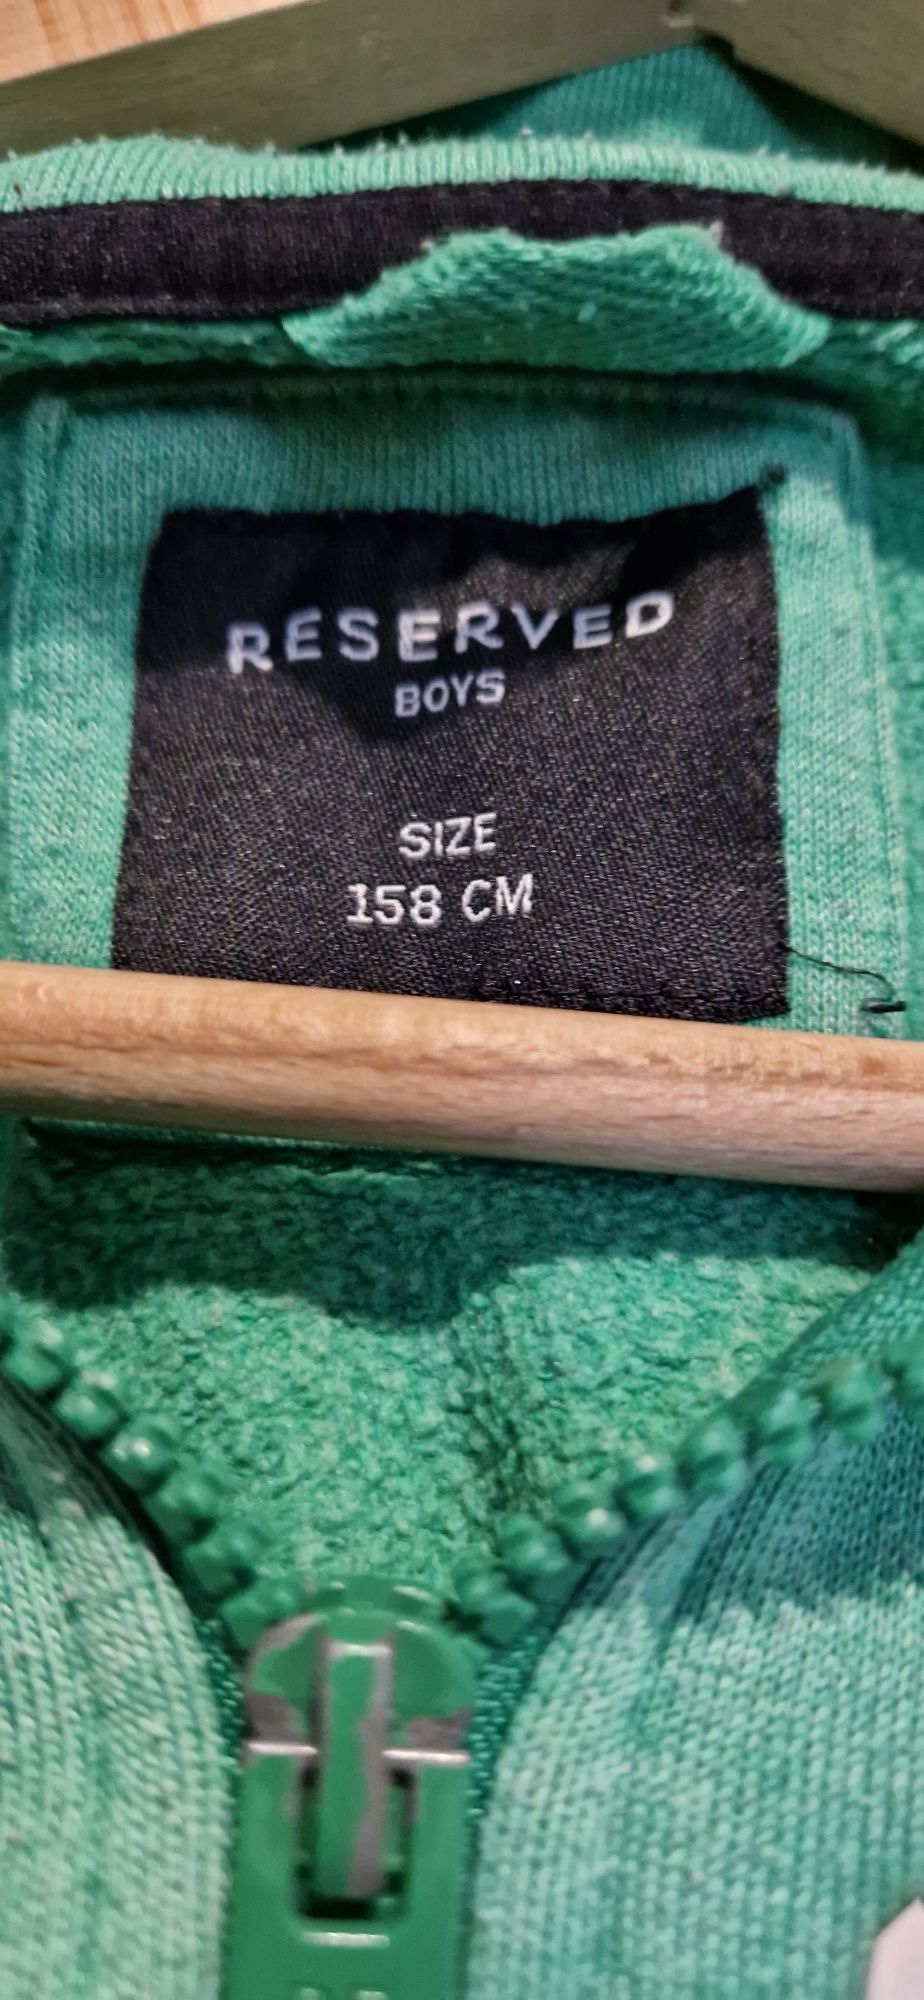 RESERVED
BOYS
SIZE
158 CM